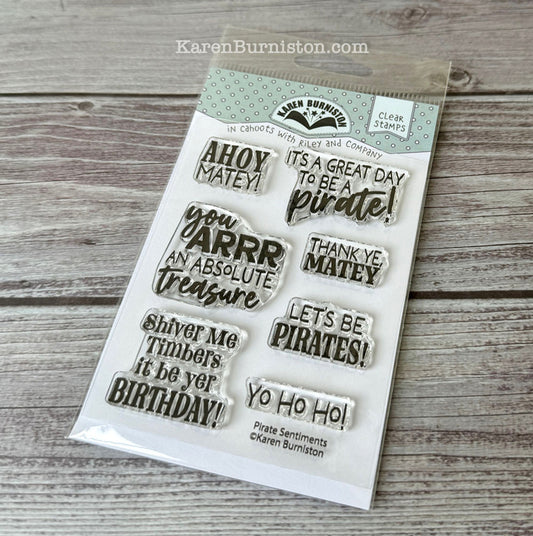 KarenBurniston.com
KAREN BURNISTON
CLEAR
STAMPS
in cahoots with Riley and Company
AHOY
MATEY!
IT'S A GREAT DAY
TO BE A
pirate!
you
ARRR
AN ABSOLUTE
treasure
THANK YE
MATEY
LET'S BE
PIRATES!
Shiver Me
Timbers
it be yer
BIRTHDAY!
YO HO HO!
Pirate Sentiments
©Karen Burniston